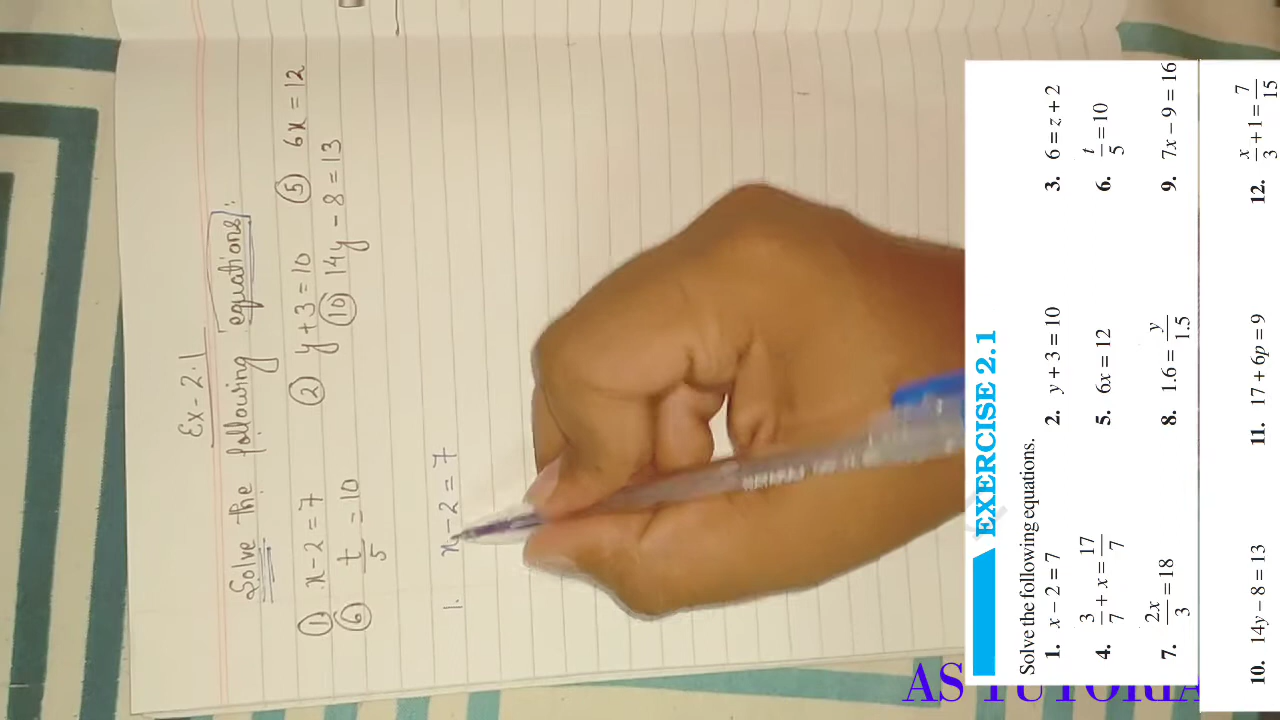 Ex-2.1
Solve the following equations:
① x-2=7 ② y+3=10 ⑤ 6x=12
⑥ t/5=10 ⑩ 14y-8=13
1. x-2=7
EXERCISE 2.1
Solve the following equations.
1. x – 2 = 7 2. y + 3 = 10 3. 6 = z + 2
4. 3/7 + x = 17/7 5. 6x = 12 6. t/5 = 10
7. 2x/3 = 18 8. 1.6 = y/1.5 9. 7x – 9 = 16
10. 14y – 8 = 13 11. 17 + 6p = 9 12. x/3 + 1 = 7/15
AS TUTORIA